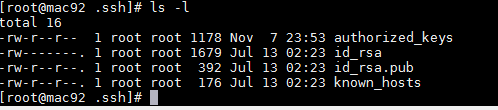 [root@mac92 .ssh]# ls -l
total 16
-rw-r--r--  1 root root 1178 Nov  7 23:53 authorized_keys
-rw-------. 1 root root 1679 Jul 13 02:23 id_rsa
-rw-r--r--. 1 root root  392 Jul 13 02:23 id_rsa.pub
-rw-r--r--. 1 root root  176 Jul 13 02:23 known_hosts
[root@mac92 .ssh]#